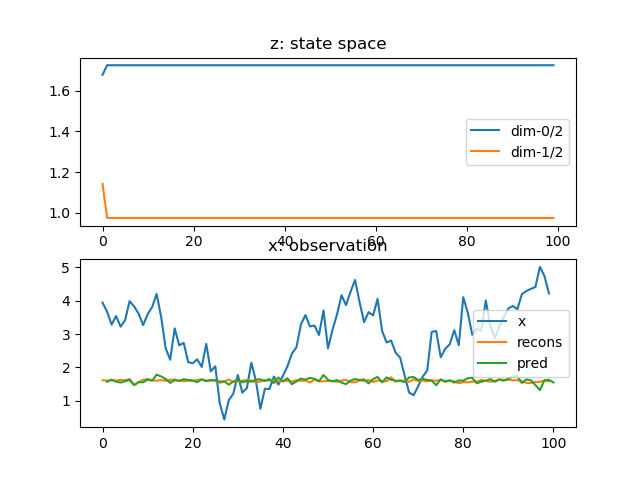 z: state space
1.6
1.4
1.2
1.0
dim-0/2
dim-1/2
0 20 40 60 80 100
x: observation
5
4
3
2
1
x
recons
pred
0 20 40 60 80 100